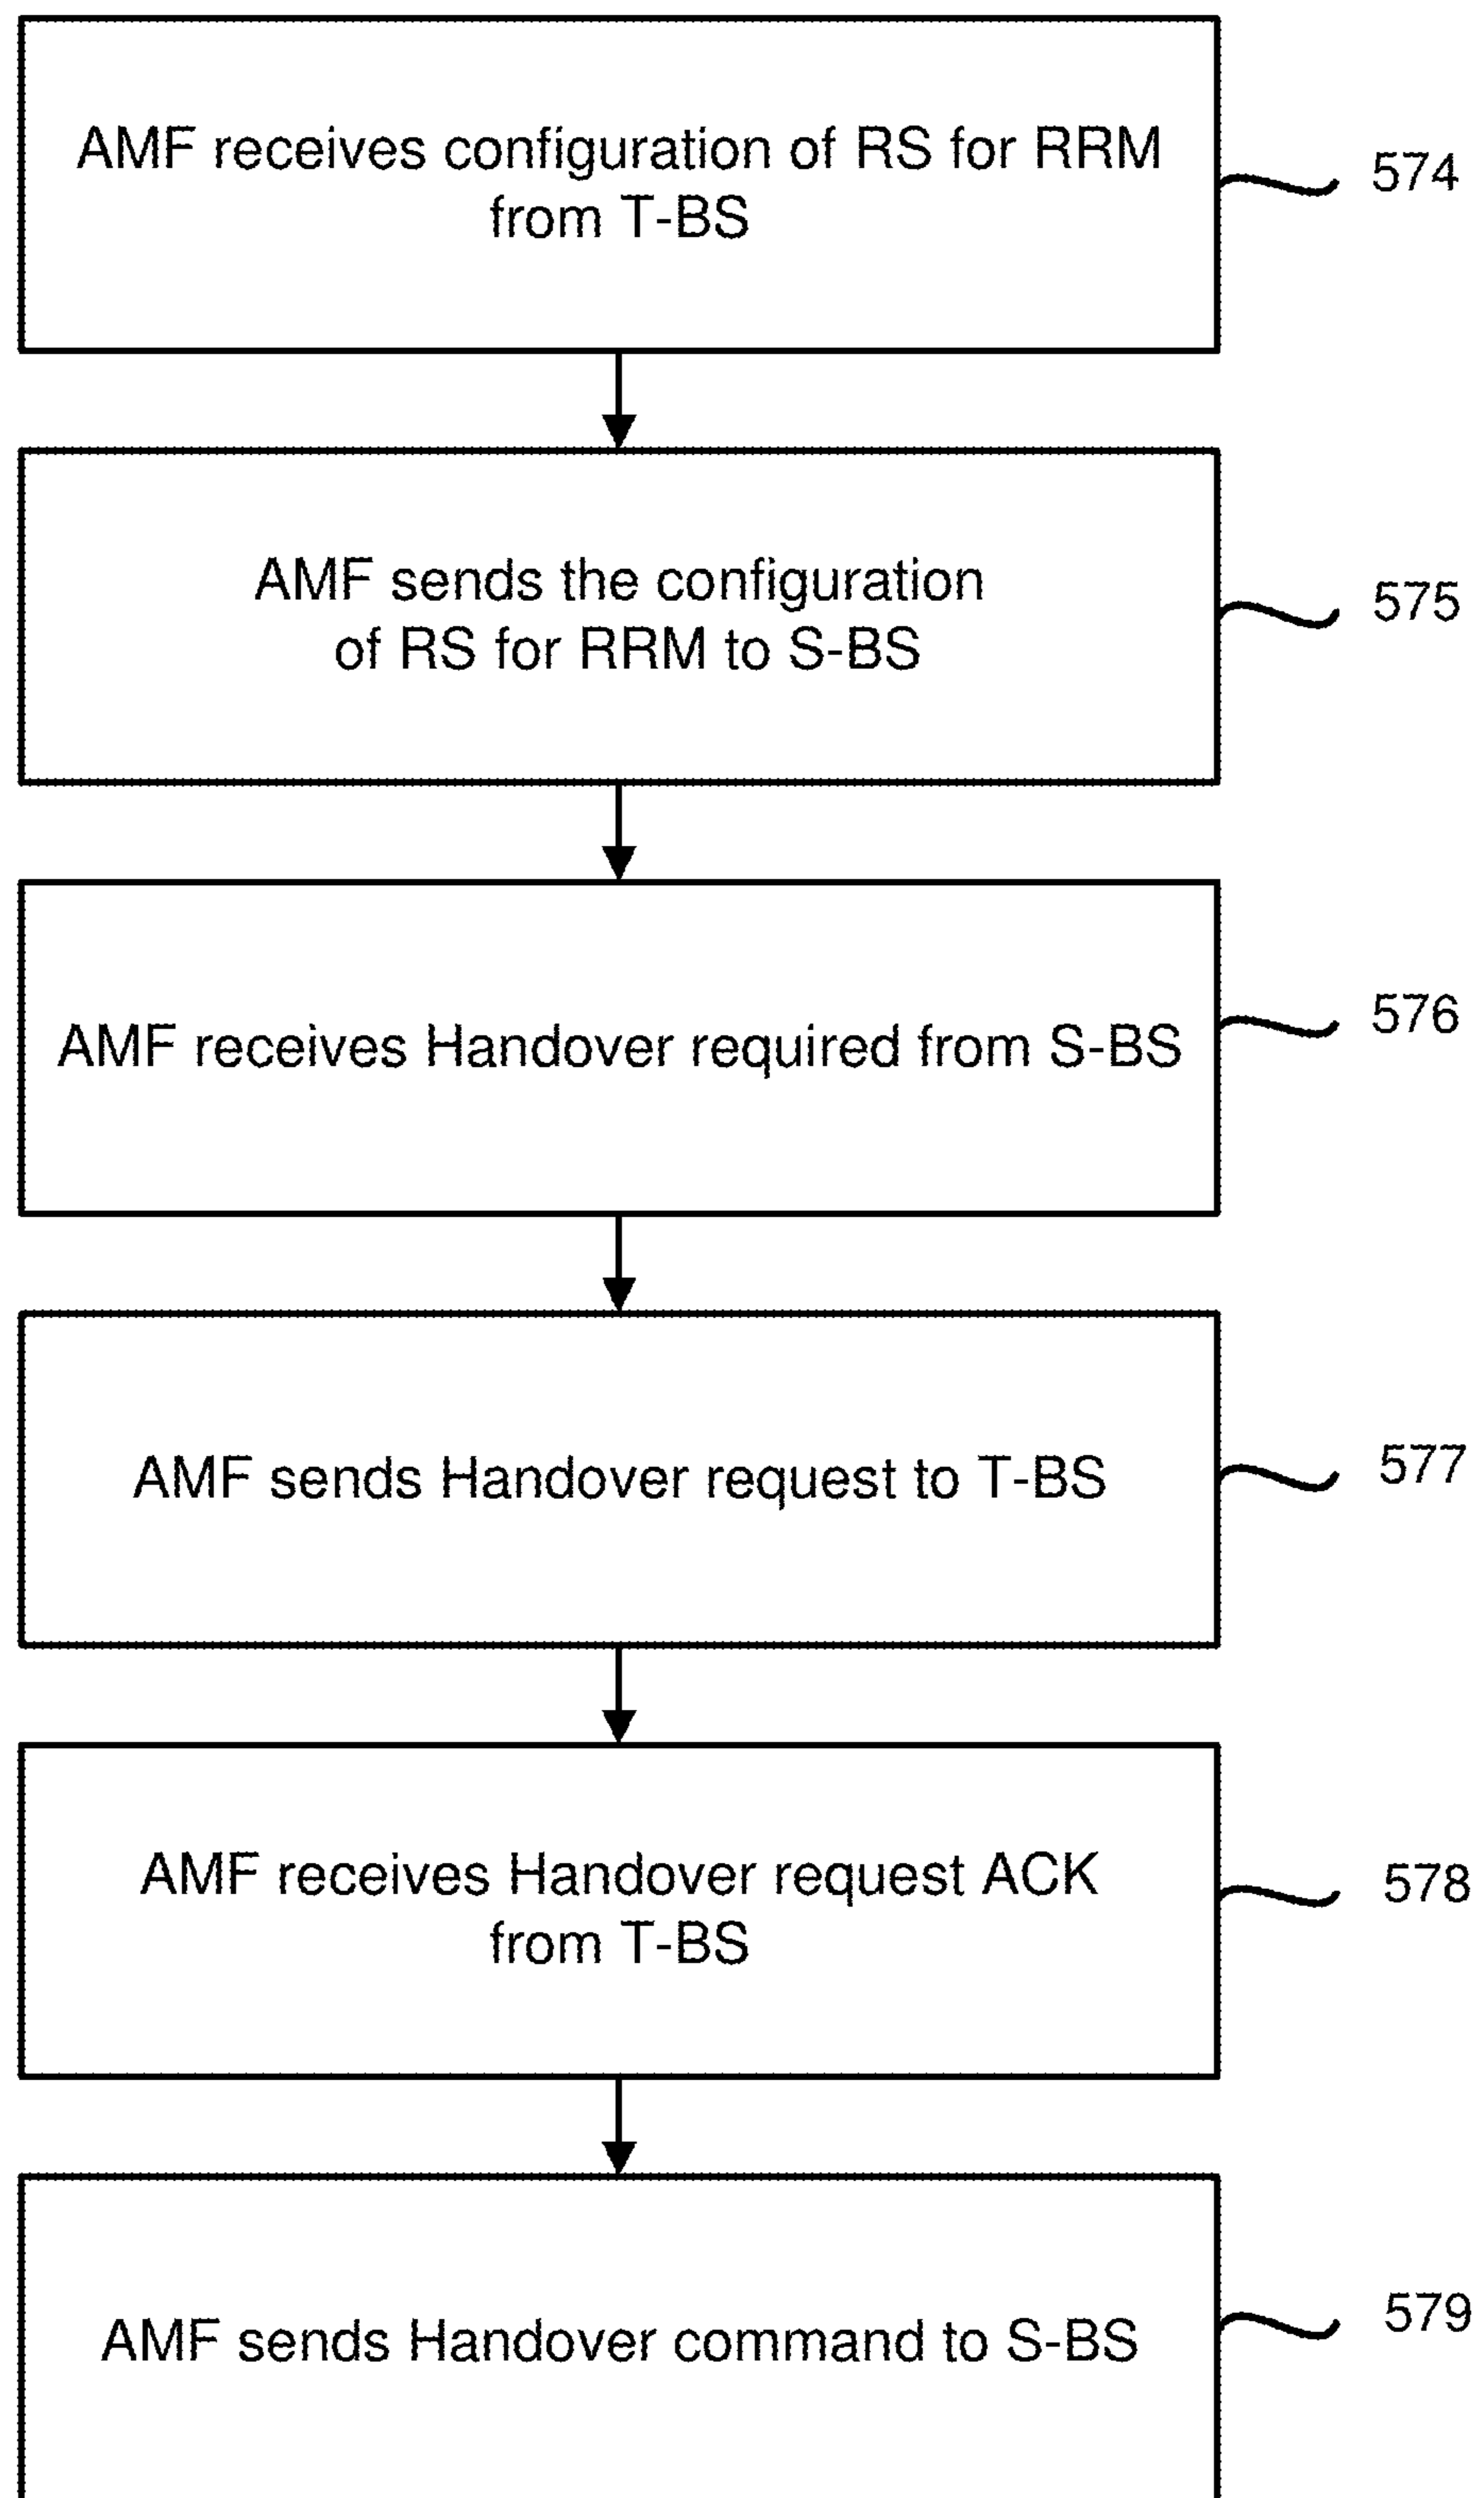 AMF receives configuration of RS for RRM
from T-BS
574
AMF sends the configuration
of RS for RRM to S-BS
575
AMF receives Handover required from S-BS
576
AMF sends Handover request to T-BS
577
AMF receives Handover request ACK
from T-BS
578
AMF sends Handover command to S-BS
579